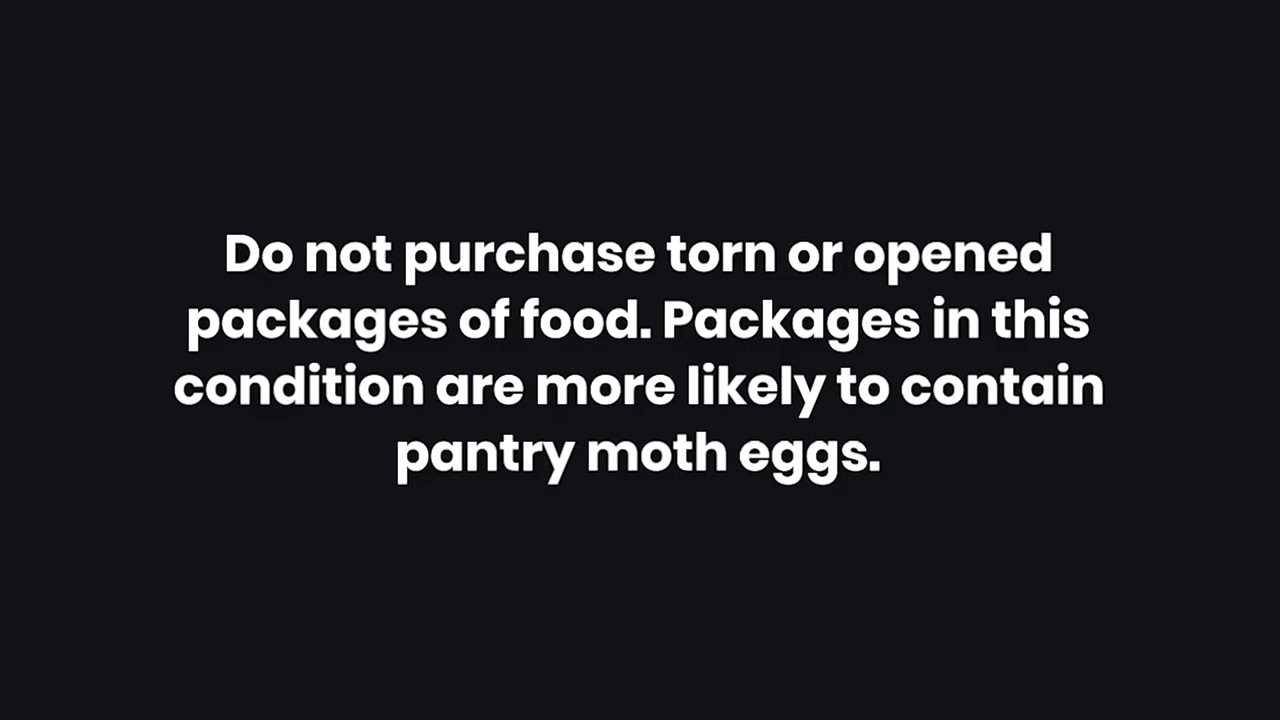 Do not purchase torn or opened
packages of food. Packages in this
condition are more likely to contain
pantry moth eggs.